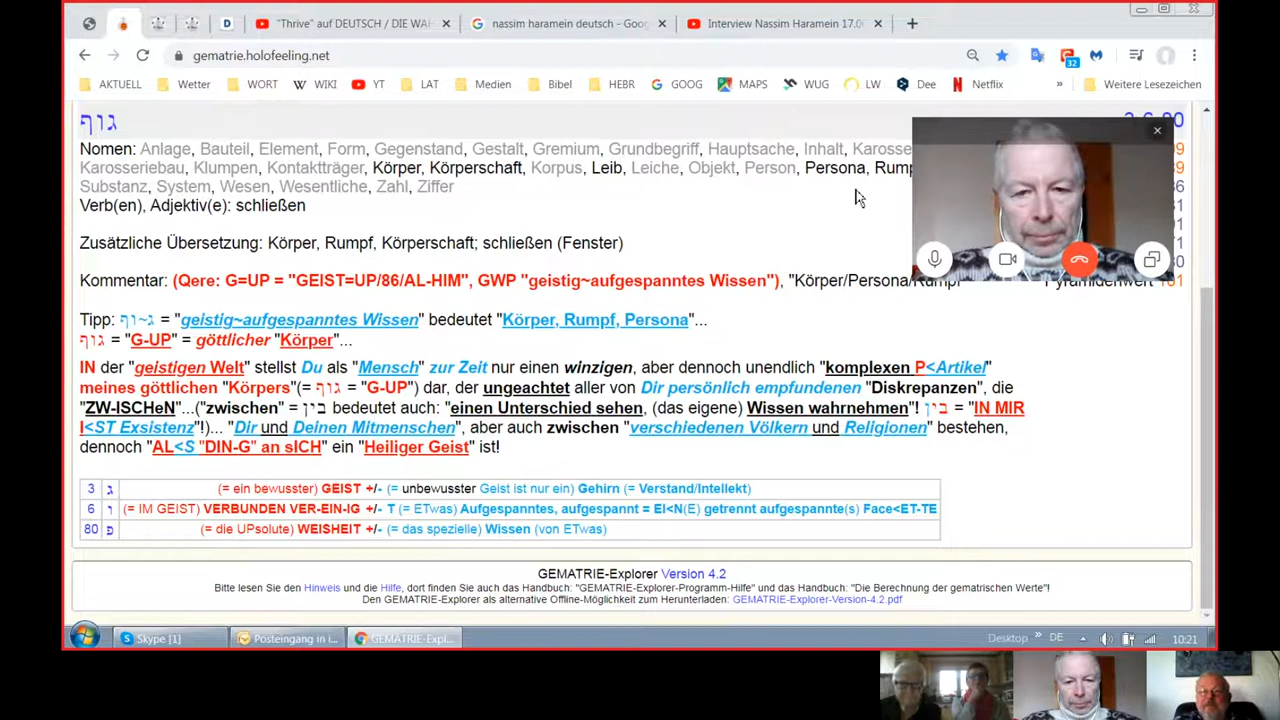 "Thrive" auf DEUTSCH / DIE WAH
nassim haramein deutsch - Goog
Interview Nassim Haramein 17.0
gematrie.holofeeling.net
32
AKTUELL Wetter WORT WIKI YT LAT Medien Bibel HEBR GOOG MAPS WUG LW Dee Netflix » Weitere Lesezeichen
גוף
Nomen: Anlage, Bauteil, Element, Form, Gegenstand, Gestalt, Gremium, Grundbegriff, Hauptsache, Inhalt, Karosse
Karosseriebau, Klumpen, Kontaktträger, Körper, Körperschaft, Korpus, Leib, Leiche, Objekt, Person, Persona, Rump
Substanz, System, Wesen, Wesentliche, Zahl, Ziffer
Verb(en), Adjektiv(e): schließen
Zusätzliche Übersetzung: Körper, Rumpf, Körperschaft; schließen (Fenster)
Kommentar: (Qere: G=UP = "GEIST=UP/86/AL-HIM", GWP "geistig~aufgespanntes Wissen"), "Körper/Persona/Rumpf"
Tipp: ג~וף = "geistig~aufgespanntes Wissen" bedeutet "Körper, Rumpf, Persona"...
גוף = "G-UP" = göttlicher "Körper"...
IN der "geistigen Welt" stellst Du als "Mensch" zur Zeit nur einen winzigen, aber dennoch unendlich "komplexen P<Artikel"
meines göttlichen "Körpers"(= גוף = "G-UP") dar, der ungeachtet aller von Dir persönlich empfundenen "Diskrepanzen", die
"ZW-ISCHeN"...("zwischen" = בין bedeutet auch: "einen Unterschied sehen, (das eigene) Wissen wahrnehmen"! בין = "IN MIR
I<ST Exsistenz"!)... "Dir und Deinen Mitmenschen", aber auch zwischen "verschiedenen Völkern und Religionen" bestehen,
dennoch "AL<S "DIN-G" an sICH" ein "Heiliger Geist" ist!
3 ג (= ein bewusster) GEIST +/- (= unbewusster Geist ist nur ein) Gehirn (= Verstand/Intellekt)
6 ו (= IM GEIST) VERBUNDEN VER-EIN-IG +/- T (= ETwas) Aufgespanntes, aufgespannt = EI<N(E) getrennt aufgespannte(s) Face<ET-TE
80 פ (= die UPsolute) WEISHEIT +/- (= das spezielle) Wissen (von ETwas)
GEMATRIE-Explorer Version 4.2
Bitte lesen Sie den Hinweis und die Hilfe, dort finden Sie auch das Handbuch: "GEMATRIE-Explorer-Programm-Hilfe" und das Handbuch: "Die Berechnung der gematrischen Werte"!
Den GEMATRIE-Explorer als alternative Offline-Möglichkeit zum Herunterladen: GEMATRIE-Explorer-Version-4.2.pdf
Skype [1] Posteingang in i... GEMATRIE-Expl... Desktop » DE 10:21